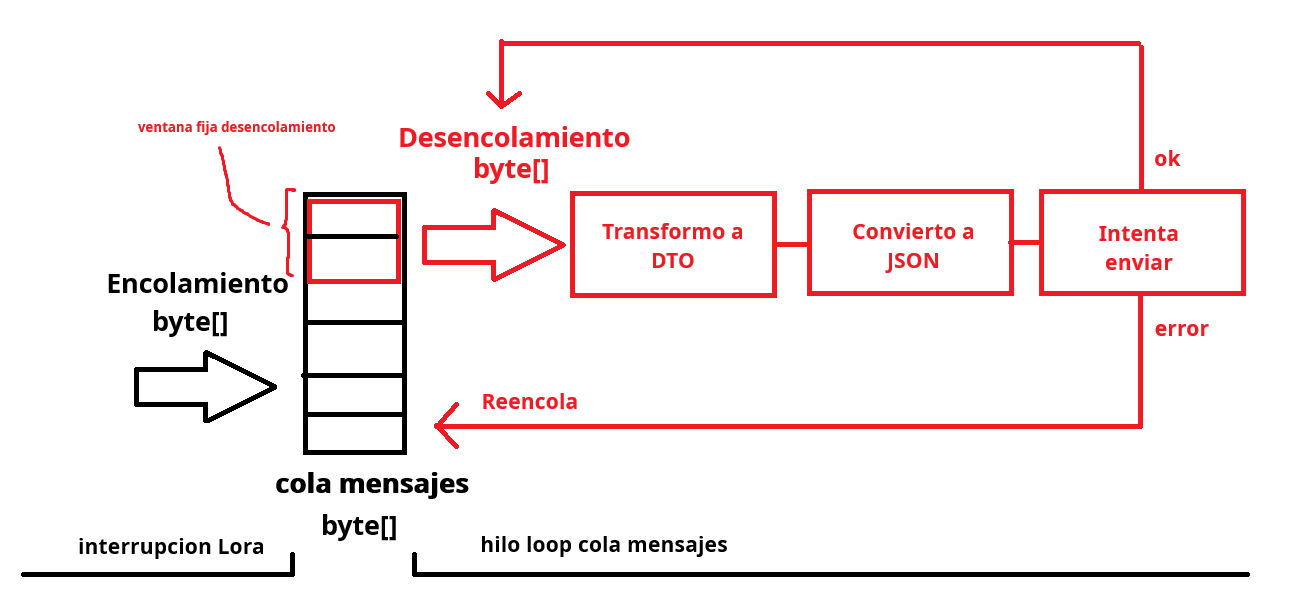 ventana fija desencolamiento
Desencolamiento
byte[]
ok
Transformo a
DTO
Convierto a
JSON
Intenta
enviar
Encolamiento
byte[]
error
Reencola
cola mensajes
byte[]
interrupcion Lora
hilo loop cola mensajes